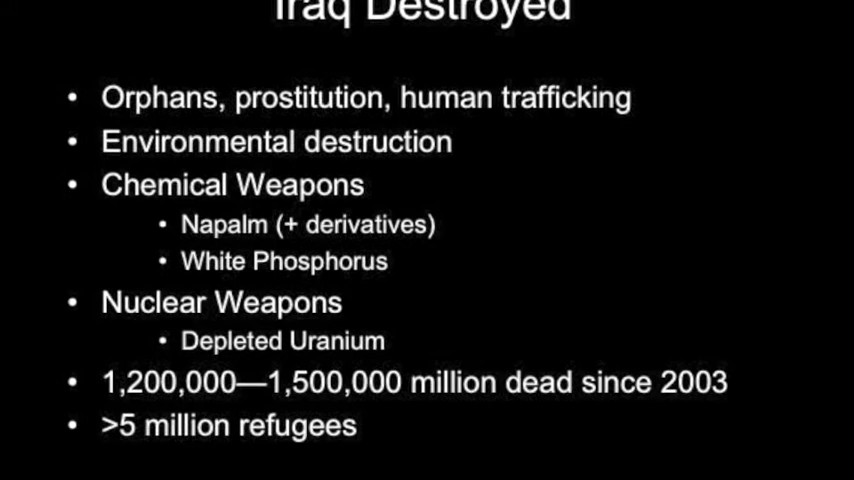 Iraq Destroyed
• Orphans, prostitution, human trafficking
• Environmental destruction
• Chemical Weapons
• Napalm (+ derivatives)
• White Phosphorus
• Nuclear Weapons
• Depleted Uranium
• 1,200,000—1,500,000 million dead since 2003
• >5 million refugees